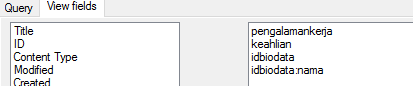 Query View fields
Title
ID
Content Type
Modified
Created
pengalamankerja
keahlian
idbiodata
idbiodata:nama